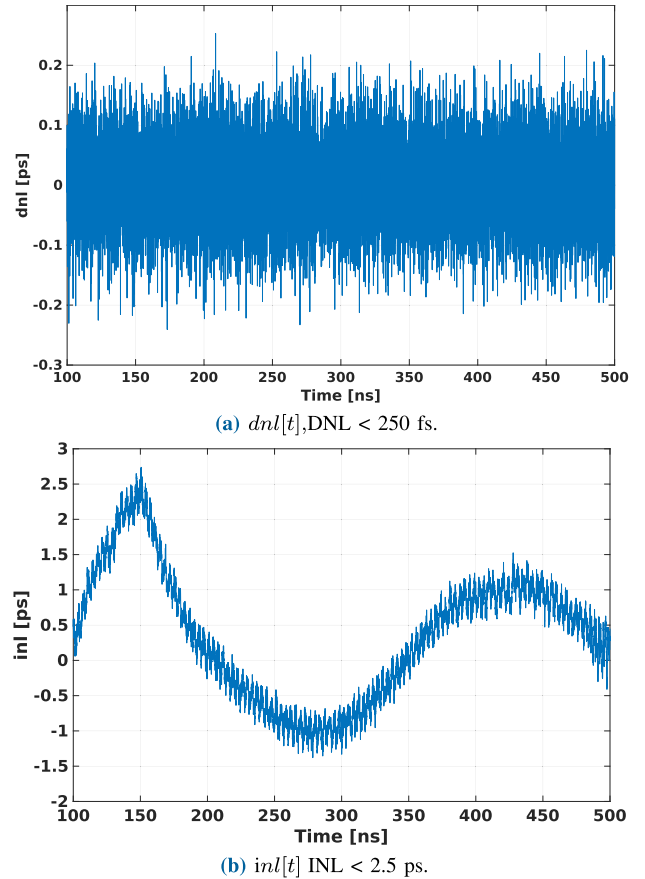 0.2
0.1
0
-0.1
-0.2
-0.3
dnl [ps]
100 150 200 250 300 350 400 450 500
Time [ns]
(a) dnl[t],DNL < 250 fs.
3
2.5
2
1.5
1
0.5
0
-0.5
-1
-1.5
-2
inl [ps]
100 150 200 250 300 350 400 450 500
Time [ns]
(b) inl[t] INL < 2.5 ps.